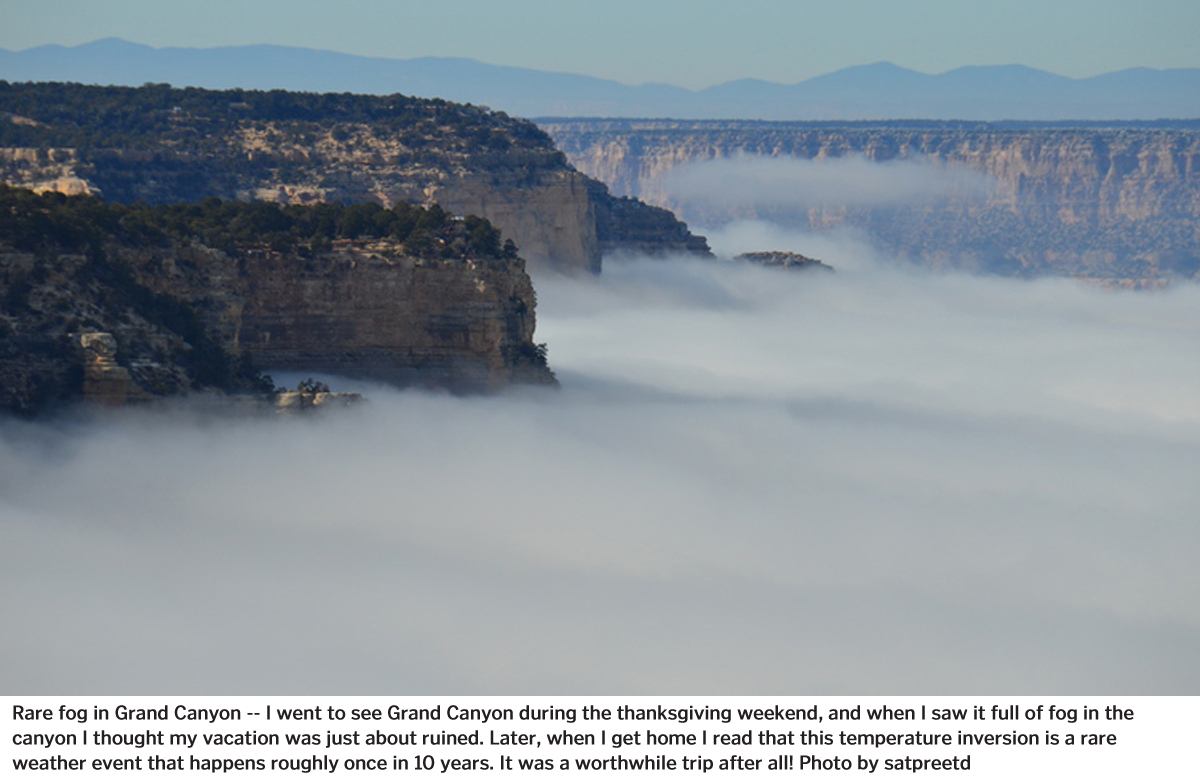 Rare fog in Grand Canyon -- I went to see Grand Canyon during the thanksgiving weekend, and when I saw it full of fog in the
canyon I thought my vacation was just about ruined. Later, when I get home I read that this temperature inversion is a rare
weather event that happens roughly once in 10 years. It was a worthwhile trip after all! Photo by satpreetd